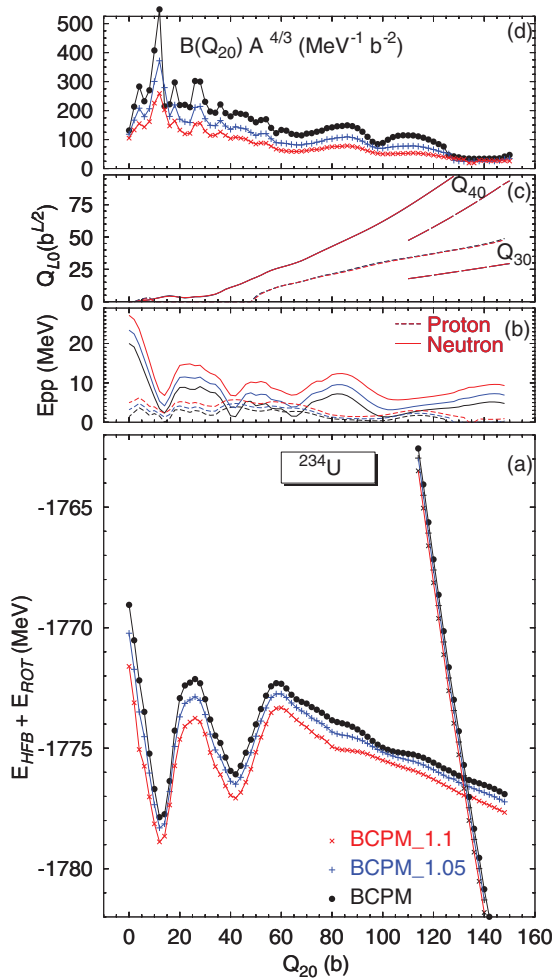 500
400
300
200
100
0
B(Q20) A 4/3 (MeV-1 b-2)
(d)
75
50
25
0
QL0(bL/2)
Q40
(c)
Q30
20
10
0
Epp (MeV)
(b)
Proton
Neutron
234U
(a)
-1765
-1770
-1775
-1780
EHFB + EROT (MeV)
BCPM_1.1
BCPM_1.05
BCPM
0 20 40 60 80 100 120 140 160
Q20 (b)